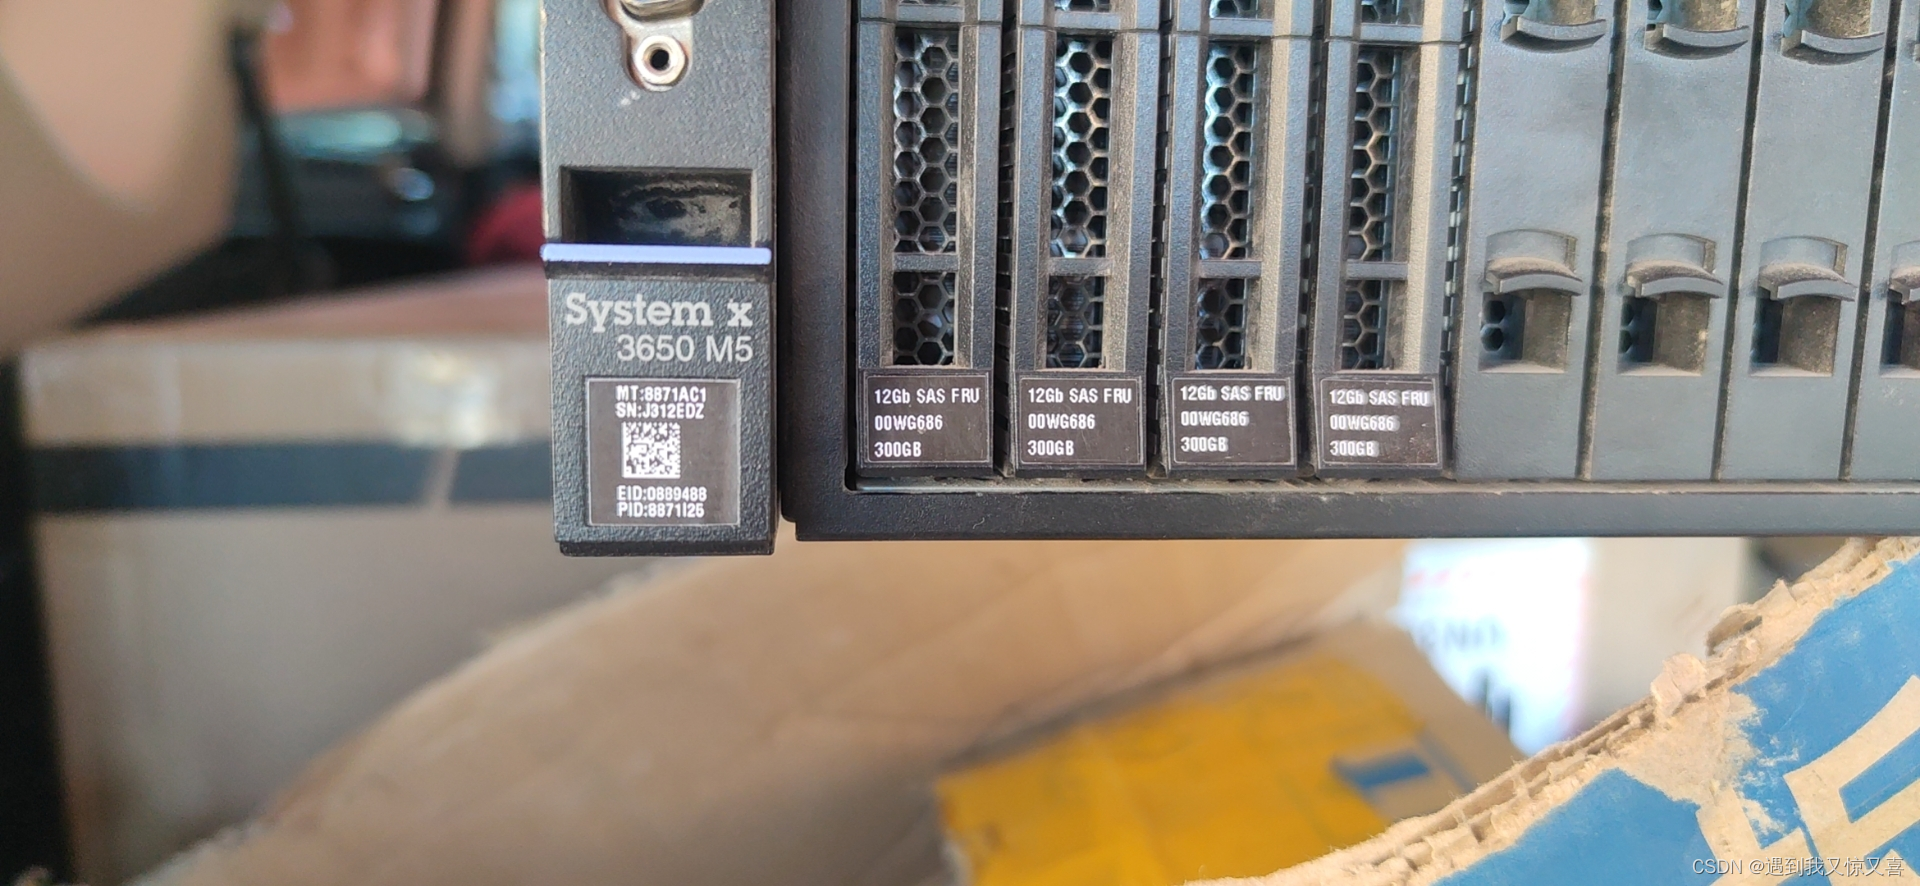 System x
3650 M5
MT:8871AC1
SN:J312EDZ
EID:0889488
PID:8871I25
12Gb SAS FRU
00WG686
300GB
12Gb SAS FRU
00WG686
300GB
12Gb SAS FRU
00WG686
300GB
12Gb SAS FRU
00WG686
300GB
CSDN @遇到我又惊又喜